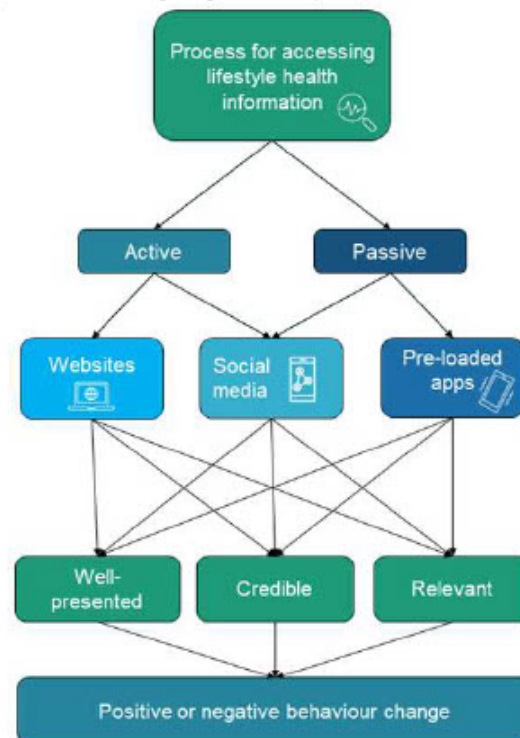 Process for accessing
lifestyle health
information
Active
Passive
Websites
Social
media
Pre-loaded
apps
Well-
presented
Credible
Relevant
Positive or negative behaviour change